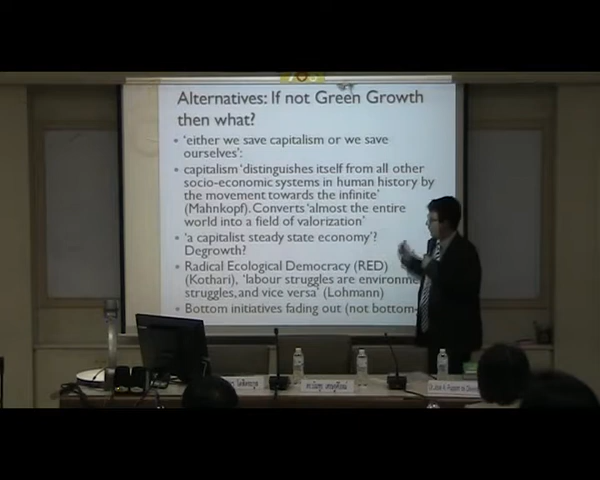 Alternatives: If not Green Growth
then what?
'either we save capitalism or we save
ourselves':
capitalism 'distinguishes itself from all other
socio-economic systems in human history by
the movement towards the infinite'
(Mahnkopf). Converts 'almost the entire
world into a field of valorization'
'a capitalist steady state economy'?
Degrowth?
Radical Ecological Democracy (RED)
(Kothari), 'labour struggles are environme
struggles, and vice versa' (Lohmann)
Bottom initiatives fading out (not bottom-